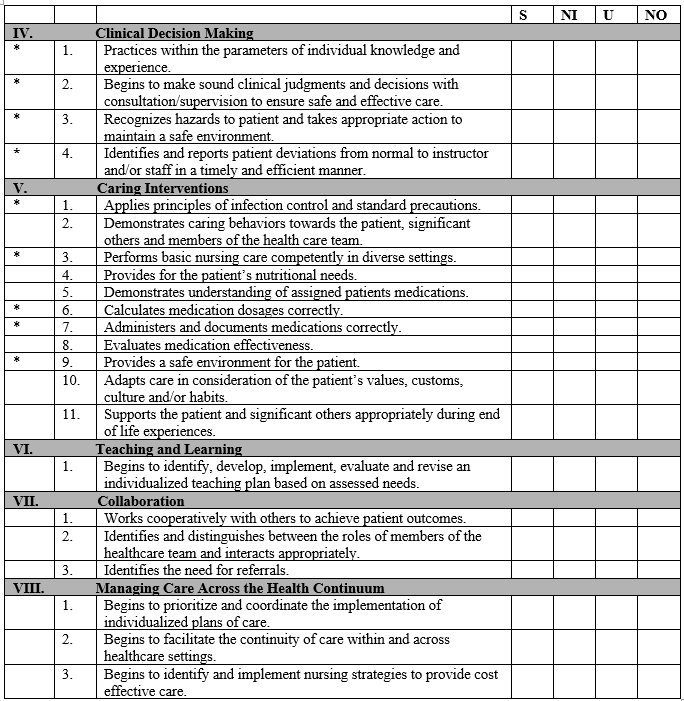 S NI U NO
IV. Clinical Decision Making
* 1. Practices within the parameters of individual knowledge and
experience.
* 2. Begins to make sound clinical judgments and decisions with
consultation/supervision to ensure safe and effective care.
* 3. Recognizes hazards to patient and takes appropriate action to
maintain a safe environment.
* 4. Identifies and reports patient deviations from normal to instructor
and/or staff in a timely and efficient manner.
V. Caring Interventions
* 1. Applies principles of infection control and standard precautions.
2. Demonstrates caring behaviors towards the patient, significant
others and members of the health care team.
* 3. Performs basic nursing care competently in diverse settings.
4. Provides for the patient's nutritional needs.
5. Demonstrates understanding of assigned patients medications.
* 6. Calculates medication dosages correctly.
* 7. Administers and documents medications correctly.
8. Evaluates medication effectiveness.
* 9. Provides a safe environment for the patient.
10. Adapts care in consideration of the patient's values, customs,
culture and/or habits.
11. Supports the patient and significant others appropriately during end
of life experiences.
VI. Teaching and Learning
1. Begins to identify, develop, implement, evaluate and revise an
individualized teaching plan based on assessed needs.
VII. Collaboration
1. Works cooperatively with others to achieve patient outcomes.
2. Identifies and distinguishes between the roles of members of the
healthcare team and interacts appropriately.
3. Identifies the need for referrals.
VIII. Managing Care Across the Health Continuum
1. Begins to prioritize and coordinate the implementation of
individualized plans of care.
2. Begins to facilitate the continuity of care within and across
healthcare settings.
3. Begins to identify and implement nursing strategies to provide cost
effective care.